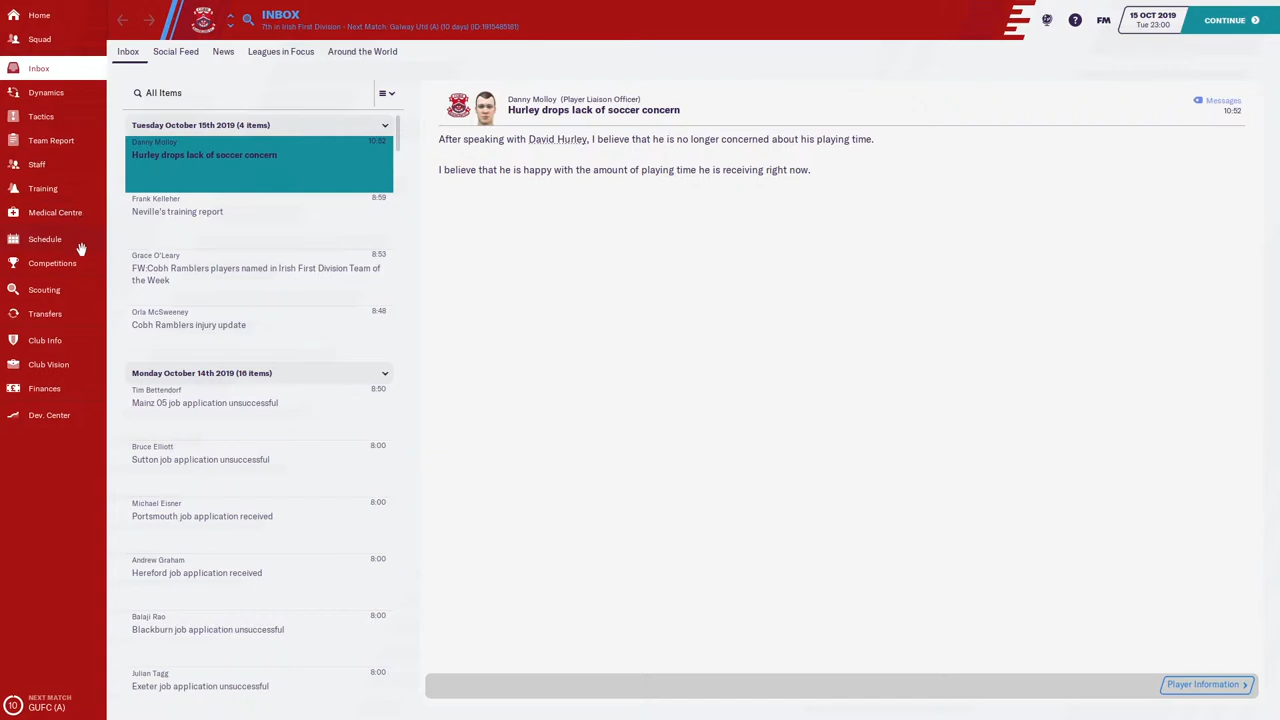 Home
Squad
Inbox
Dynamics
Tactics
Team Report
Staff
Training
Medical Centre
Schedule
Competitions
Scouting
Transfers
Club Info
Club Vision
Finances
Dev. Center
10
NEXT MATCH
GUFC (A)
INBOX
7th in Irish First Division - Next Match: Galway Utd (A) (10 days) (ID:1915485181)
?
FM
15 OCT 2019
Tue 23:00
CONTINUE
Inbox
Social Feed
News
Leagues in Focus
Around the World
All Items
Tuesday October 15th 2019 (4 items)
Danny Molloy 10:52
Hurley drops lack of soccer concern
Frank Kelleher 8:59
Neville's training report
Grace O'Leary 8:53
FW:Cobh Ramblers players named in Irish First Division Team of
the Week
Orla McSweeney 8:48
Cobh Ramblers injury update
Monday October 14th 2019 (16 items)
Tim Bettendorf 8:50
Mainz 05 job application unsuccessful
Bruce Elliott 8:00
Sutton job application unsuccessful
Michael Eisner 8:00
Portsmouth job application received
Andrew Graham 8:00
Hereford job application received
Balaji Rao 8:00
Blackburn job application unsuccessful
Julian Tagg 8:00
Exeter job application unsuccessful
Danny Molloy (Player Liaison Officer)
Hurley drops lack of soccer concern
Messages
10:52
After speaking with David Hurley, I believe that he is no longer concerned about his playing time.
I believe that he is happy with the amount of playing time he is receiving right now.
Player Information